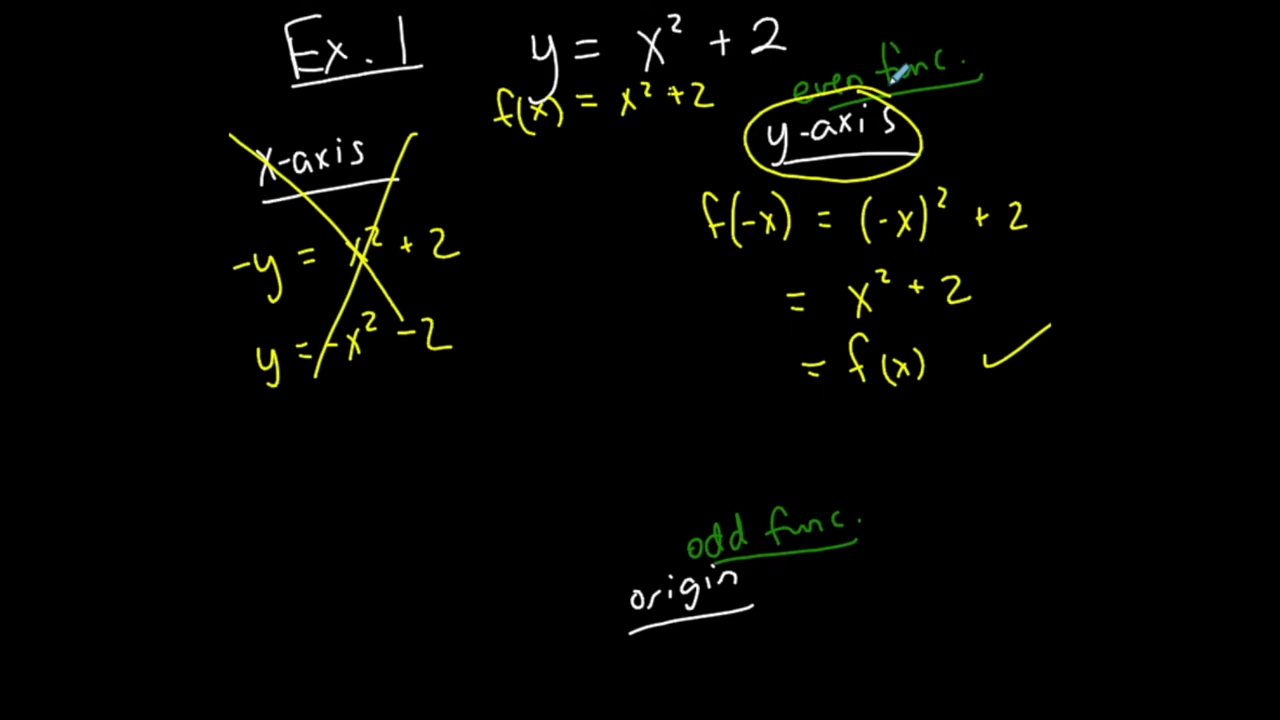 Ex. 1
y = x² + 2
f(x) = x² + 2
x-axis
-y = x² + 2
y = -x² - 2
even func.
y-axis
f(-x) = (-x)² + 2
= x² + 2
= f(x) ✓
odd func.
origin